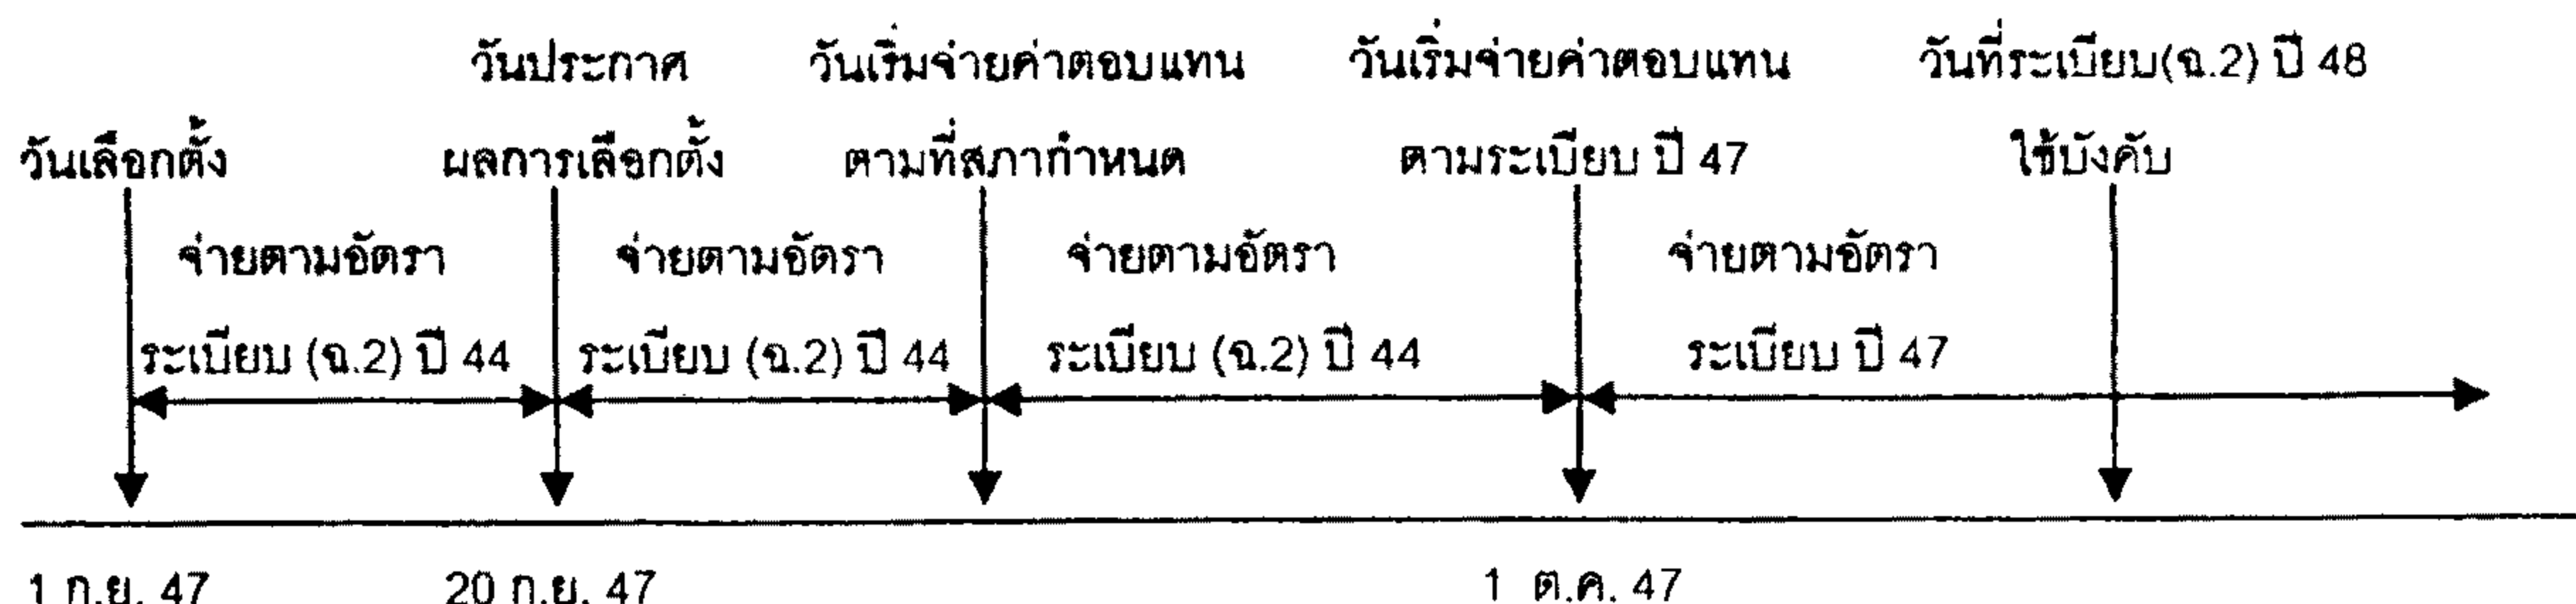 วันประกาศ วันเริ่มจ่ายค่าตอบแทน วันเริ่มจ่ายค่าตอบแทน วันที่ระเบียบ(ฉ.2) ปี 48
วันเลือกตั้ง ผลการเลือกตั้ง ตามที่สภากำหนด ตามระเบียบ ปี 47 ใช้บังคับ
จ่ายตามอัตรา จ่ายตามอัตรา จ่ายตามอัตรา จ่ายตามอัตรา
ระเบียบ (ฉ.2) ปี 44 ระเบียบ (ฉ.2) ปี 44 ระเบียบ (ฉ.2) ปี 44 ระเบียบ ปี 47
1 ก.ย. 47 20 ก.ย. 47 1 ต.ค. 47